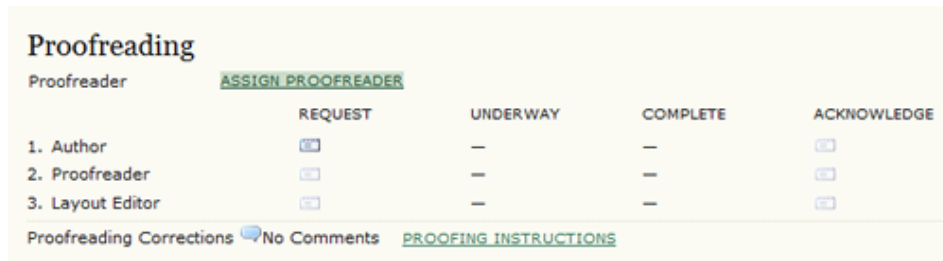 Proofreading
Proofreader ASSIGN PROOFREADER
REQUEST UNDERWAY COMPLETE ACKNOWLEDGE
1. Author — —
2. Proofreader — —
3. Layout Editor — —
Proofreading Corrections No Comments PROOFING INSTRUCTIONS